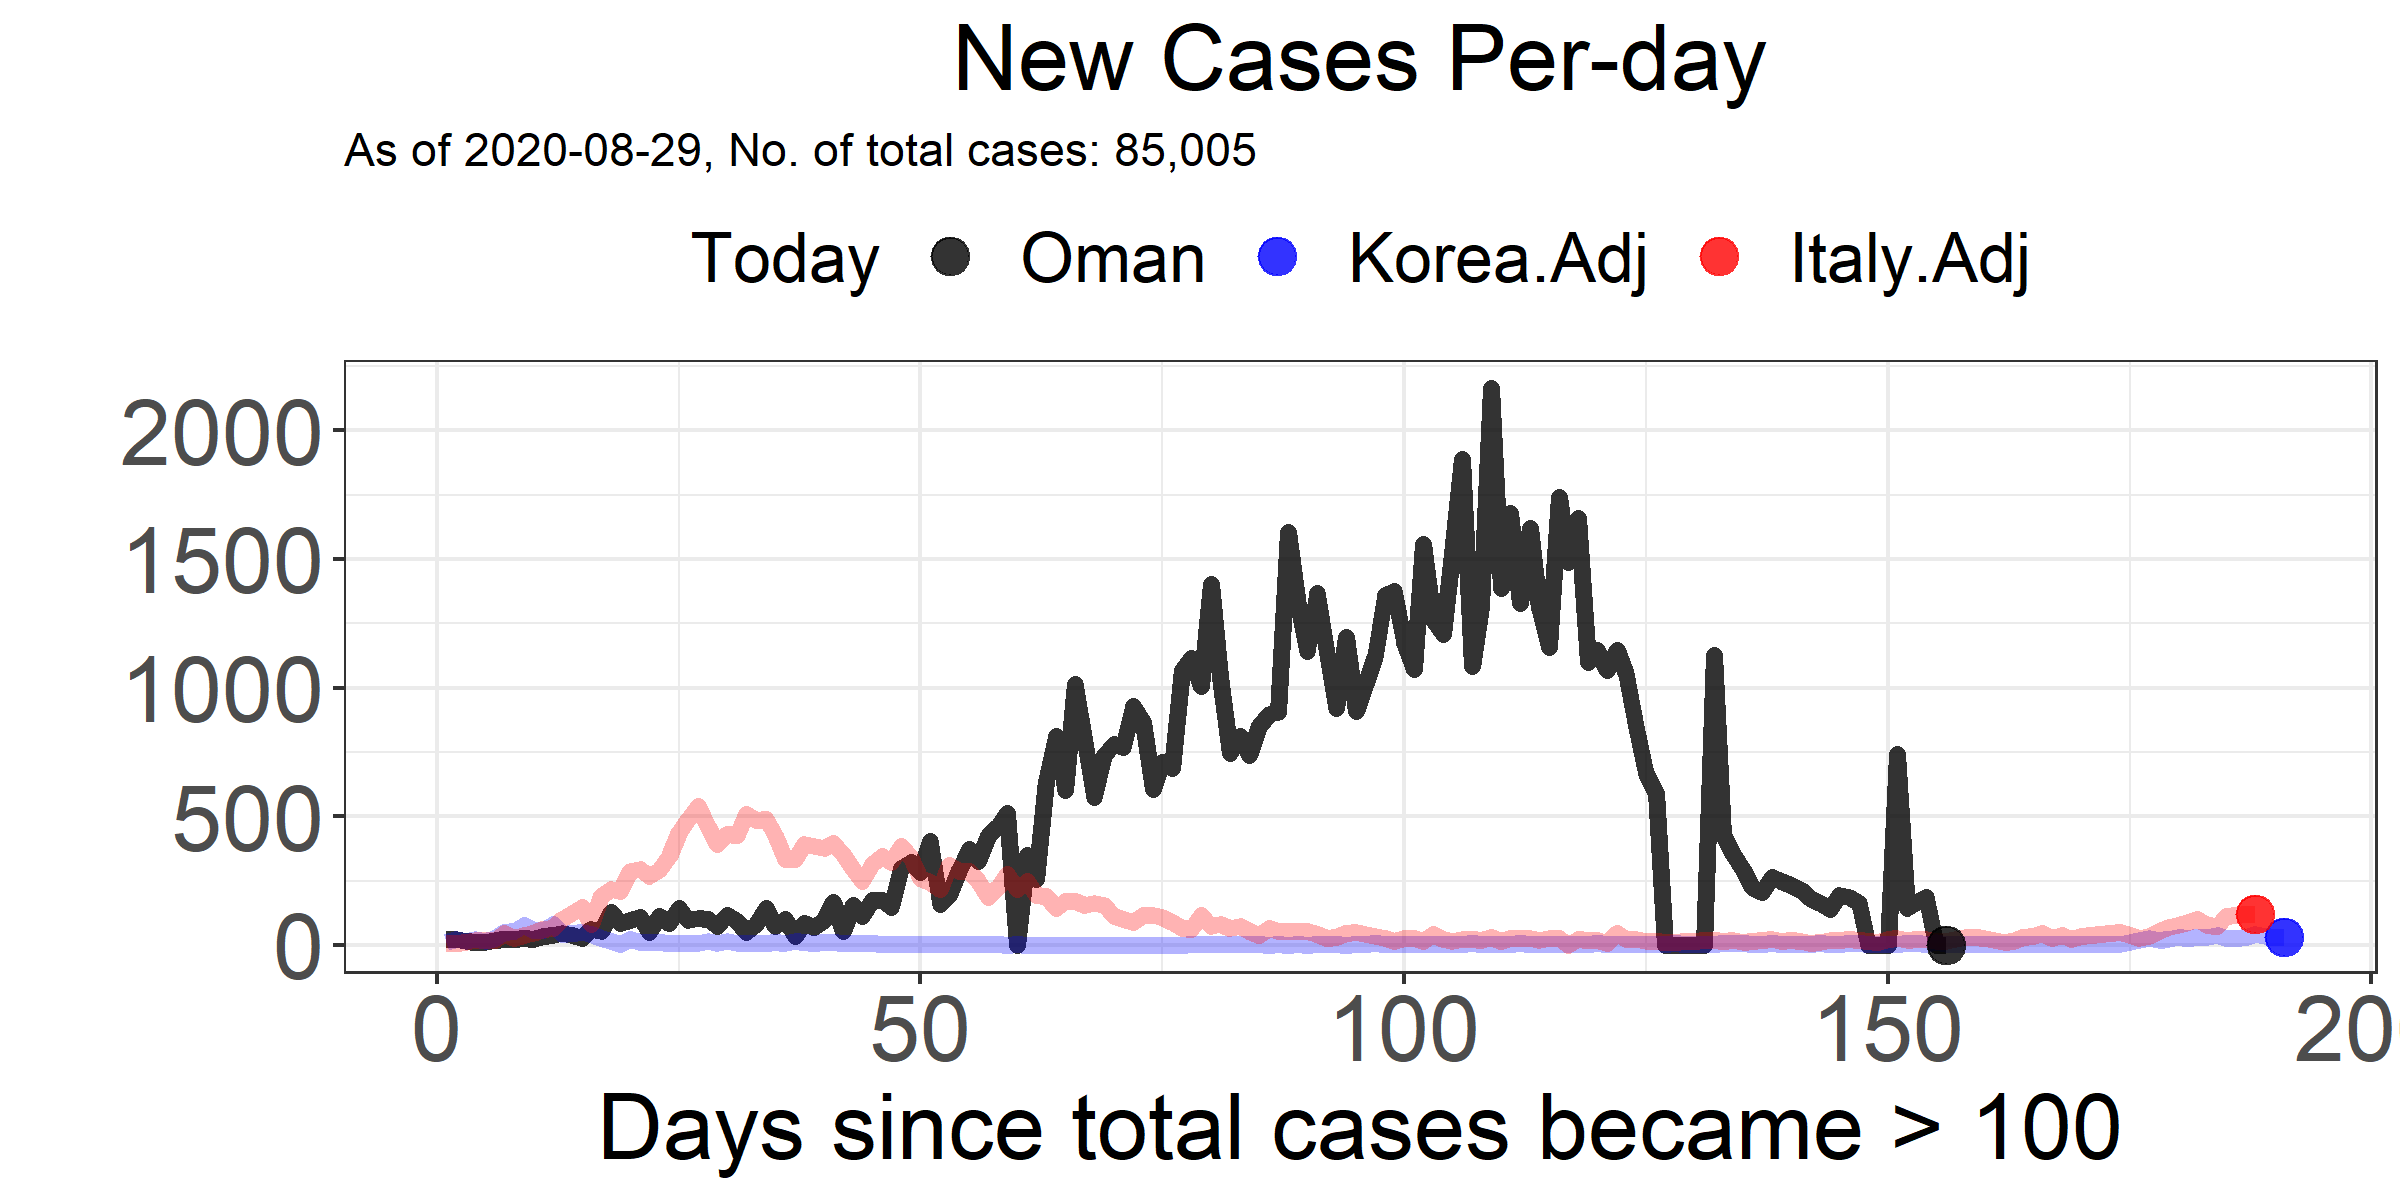 New Cases Per-day
As of 2020-08-29, No. of total cases: 85,005
Today Oman Korea.Adj Italy.Adj
2000
1500
1000
500
0
0 50 100 150 20
Days since total cases became > 100